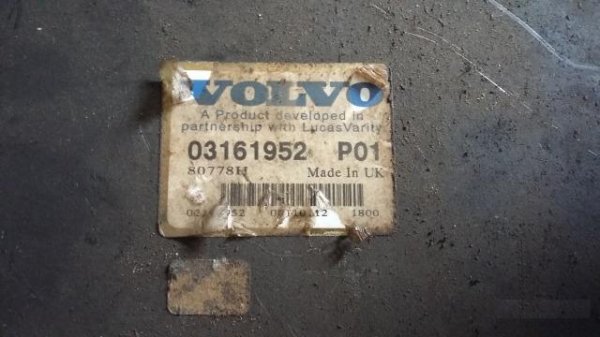 VOLVO
A Product developed in
partnership with LucasVarity
03161952 P01
80778H Made In UK
1800